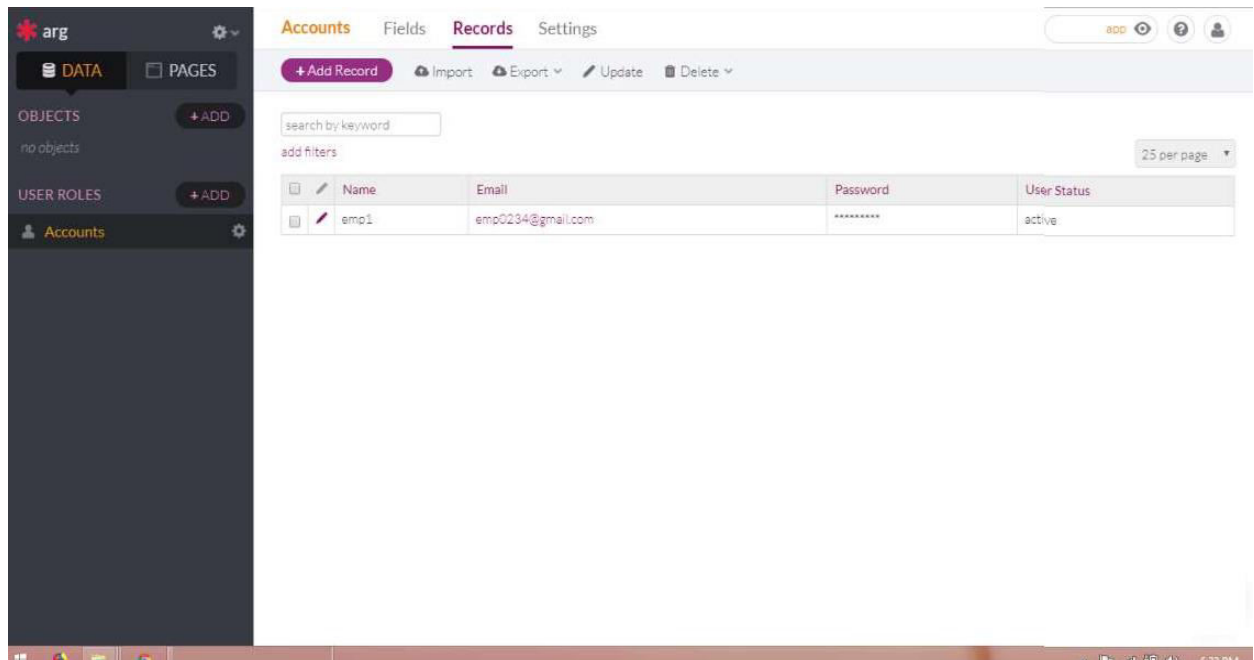 arg
Accounts Fields Records Settings
app
DATA PAGES
+ Add Record Import Export Update Delete
OBJECTS + ADD
no objects
search by keyword
add filters
25 per page
USER ROLES + ADD
Name Email Password User Status
emp1 emp0234@gmail.com ********* active
Accounts